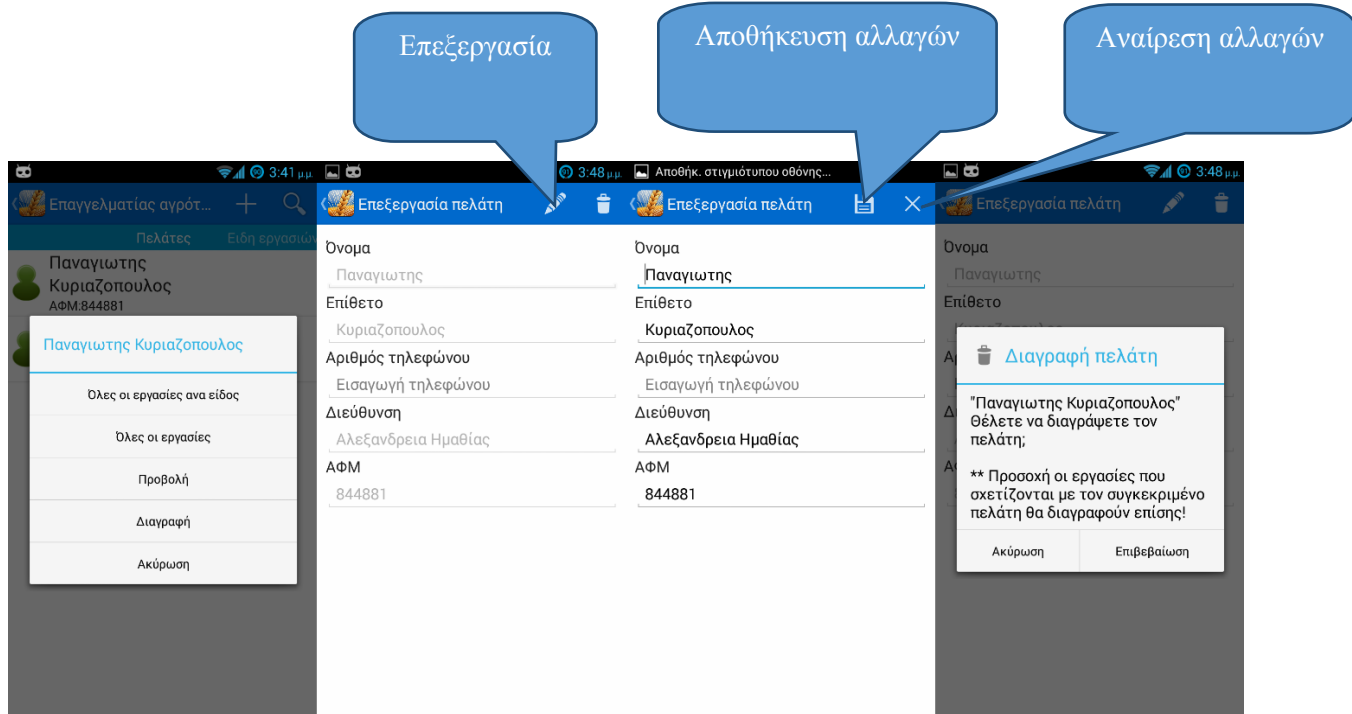 Επεξεργασία
Αποθήκευση αλλαγών
Αναίρεση αλλαγών
3:41 μ.μ.
Επαγγελματίας αγρότ...
Πελάτες
Ειδη εργασιών
Παναγιωτης
Κυριαζοπουλος
ΑΦΜ:844881
Παναγιωτης Κυριαζοπουλος
Όλες οι εργασίες ανα είδος
Όλες οι εργασίες
Προβολή
Διαγραφή
Ακύρωση
3:48 μ.μ.
Επεξεργασία πελάτη
Όνομα
Παναγιωτης
Επίθετο
Κυριαζοπουλος
Αριθμός τηλεφώνου
Εισαγωγή τηλεφώνου
Διεύθυνση
Αλεξανδρεια Ημαθίας
ΑΦΜ
844881
Αποθήκ. στιγμιότυπου οθόνης...
Επεξεργασία πελάτη
Όνομα
Παναγιωτης
Επίθετο
Κυριαζοπουλος
Αριθμός τηλεφώνου
Εισαγωγή τηλεφώνου
Διεύθυνση
Αλεξανδρεια Ημαθίας
ΑΦΜ
844881
3:48 μ.μ.
Επεξεργασία πελάτη
Όνομα
Παναγιωτης
Επίθετο
Διαγραφή πελάτη
"Παναγιωτης Κυριαζοπουλος"
Θέλετε να διαγράψετε τον
πελάτη;
** Προσοχή οι εργασίες που
σχετίζονται με τον συγκεκριμένο
πελάτη θα διαγραφούν επίσης!
Ακύρωση
Επιβεβαίωση